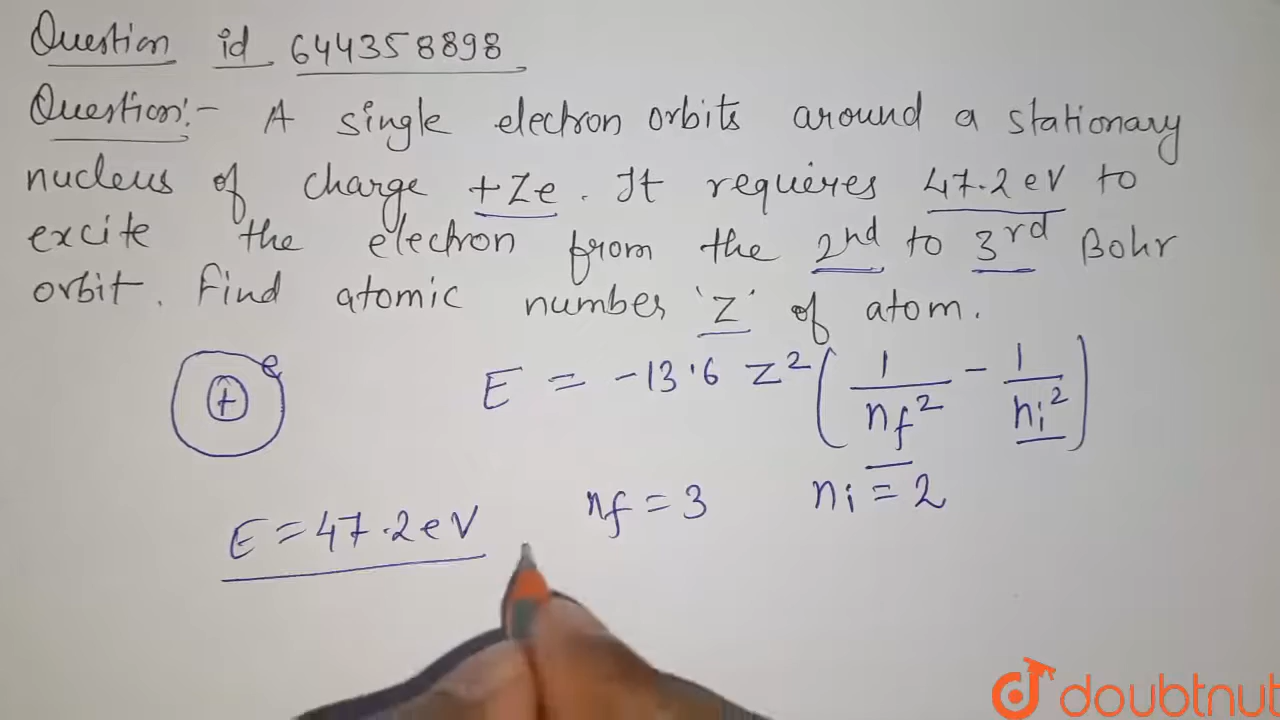 Question id 644358898
Question:- A single electron orbits around a stationary
nucleus of charge +Ze. It requires 47.2 eV to
excite the electron from the 2nd to 3rd Bohr
orbit. Find atomic number 'Z' of atom.
+ e
E = -13.6 Z² (1/nf² - 1/ni²)
E = 47.2 eV nf = 3 ni = 2
doubtnut